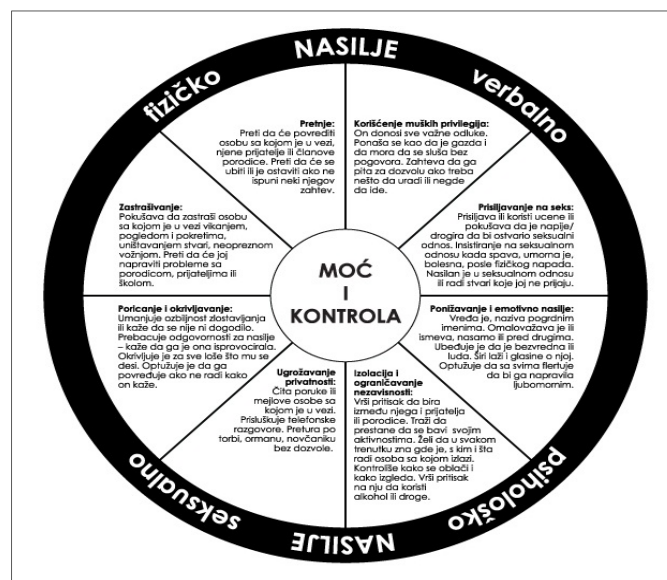 NASILJE
verbalno
psihološko
NASILJE
seksualno
fizičko
MOĆ
I
KONTROLA
Pretnje:
Preti da će povrediti
osobu sa kojom je u vezi,
njene prijatelje ili članove
porodice. Preti da će se
ubiti ili je ostaviti ako ne
ispuni neki njegov
zahtev.
Korišćenje muških privilegija:
On donosi sve važne odluke.
Ponaša se kao da je gazda i
da mora da se sluša bez
pogovora. Zahteva da ga
pita za dozvolu ako treba
nešto da uradi ili negde
da ide.
Prisiljavanje na seks:
Prisiljava ili koristi ucene ili
pokušava da je napije/
drogira da bi ostvario seksualni
odnos. Insistiranje na seksualnom
odnosu kada spava, umorna je,
bolesna, posle fizičkog napada.
Nasilan je u seksualnom odnosu
ili radi stvari koje joj ne prijaju.
Ponižavanje i emotivno nasilje:
Vređa je, naziva pogrdnim
imenima. Omalovažava je ili
ismeva, nasamo ili pred drugima.
Ubeđuje je da je bezvredna ili
luda. Širi laži i glasine o njoj.
Optužuje da sa svima flertuje
da bi ga napravila
ljubomornim.
Izolacija i
ograničavanje
nezavisnosti:
Vrši pritisak da bira
između njega i prijatelja
ili porodice. Traži da
prestane da se bavi svojim
aktivnostima. Želi da u svakom
trenutku zna gde je, s kim i šta
radi osoba sa kojom izlazi.
Kontroliše kako se oblači i
kako izgleda. Vrši pritisak
na nju da koristi
alkohol ili droge.
Ugrožavanje
privatnosti:
Čita poruke ili
mejlove osobe sa
kojom je u vezi.
Prisluškuje telefonske
razgovore. Pretura po
torbi, ormanu, novčaniku
bez dozvole.
Poricanje i okrivljavanje:
Umanjuje ozbiljnost zlostavljanja
ili kaže da se nije ni dogodilo.
Prebacuje odgovornosti za nasilje
– kaže da ga je ona isprovocirala.
Okrivljuje je za sve loše što mu se
desi. Optužuje je da ga
povređuje ako ne radi kako
on kaže.
Zastrašivanje:
Pokušava da zastraši osobu
sa kojom je u vezi vikanjem,
pogledom i pokretima,
uništavanjem stvari, neopreznom
vožnjom. Preti da će joj
napraviti probleme sa
porodicom, prijateljima ili
školom.